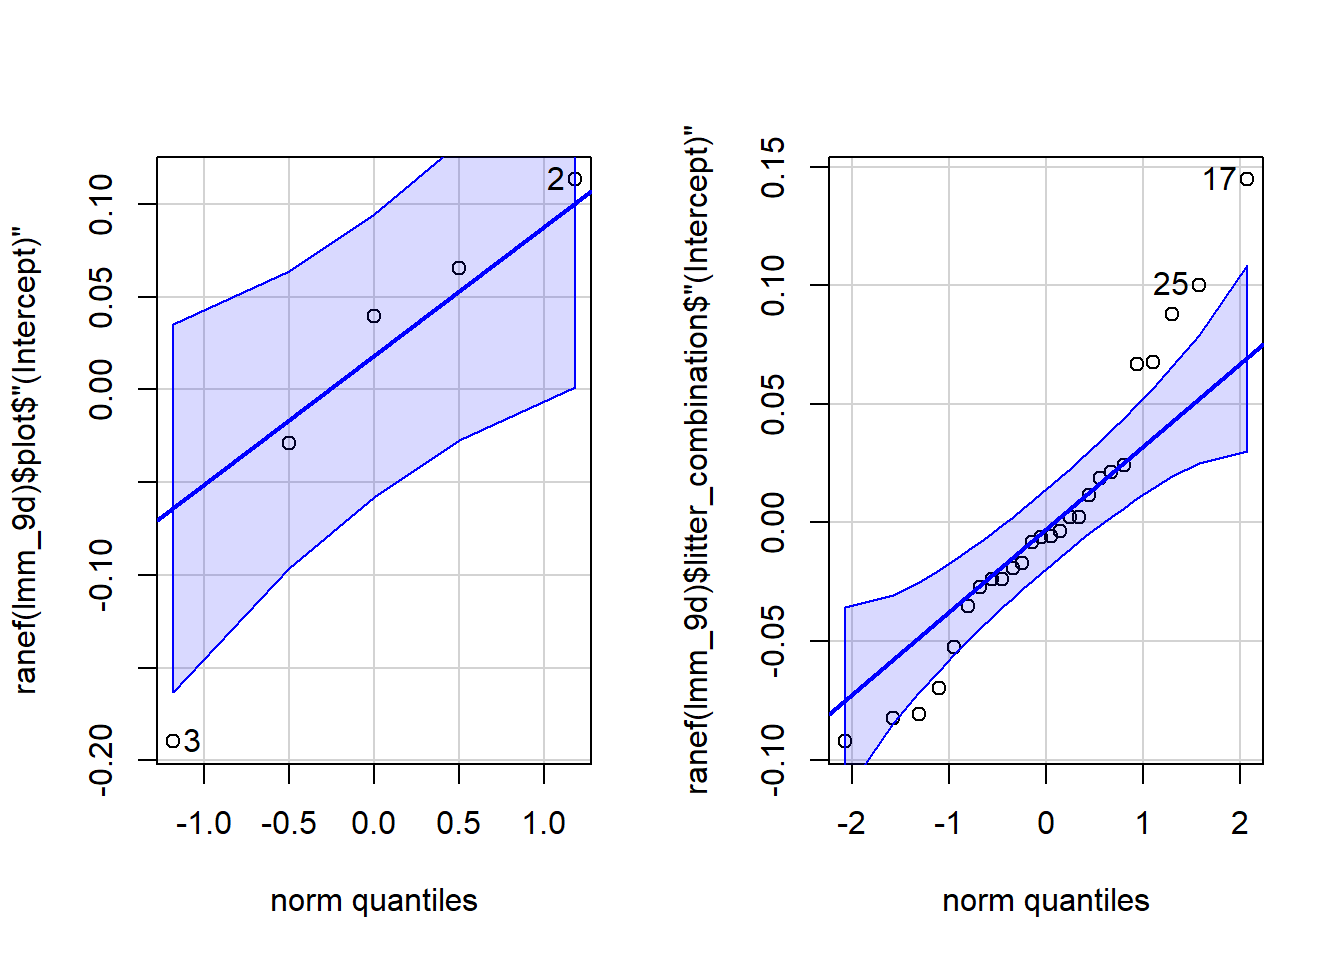 ranef(lmm_9d)$plot$"(Intercept)"
0.10
0.05
0.00
-0.10
-0.20
2
3
-1.0 -0.5 0.0 0.5 1.0
norm quantiles
ranef(lmm_9d)$litter_combination$"(Intercept)"
0.15
0.10
0.05
0.00
-0.05
-0.10
17
25
-2 -1 0 1 2
norm quantiles